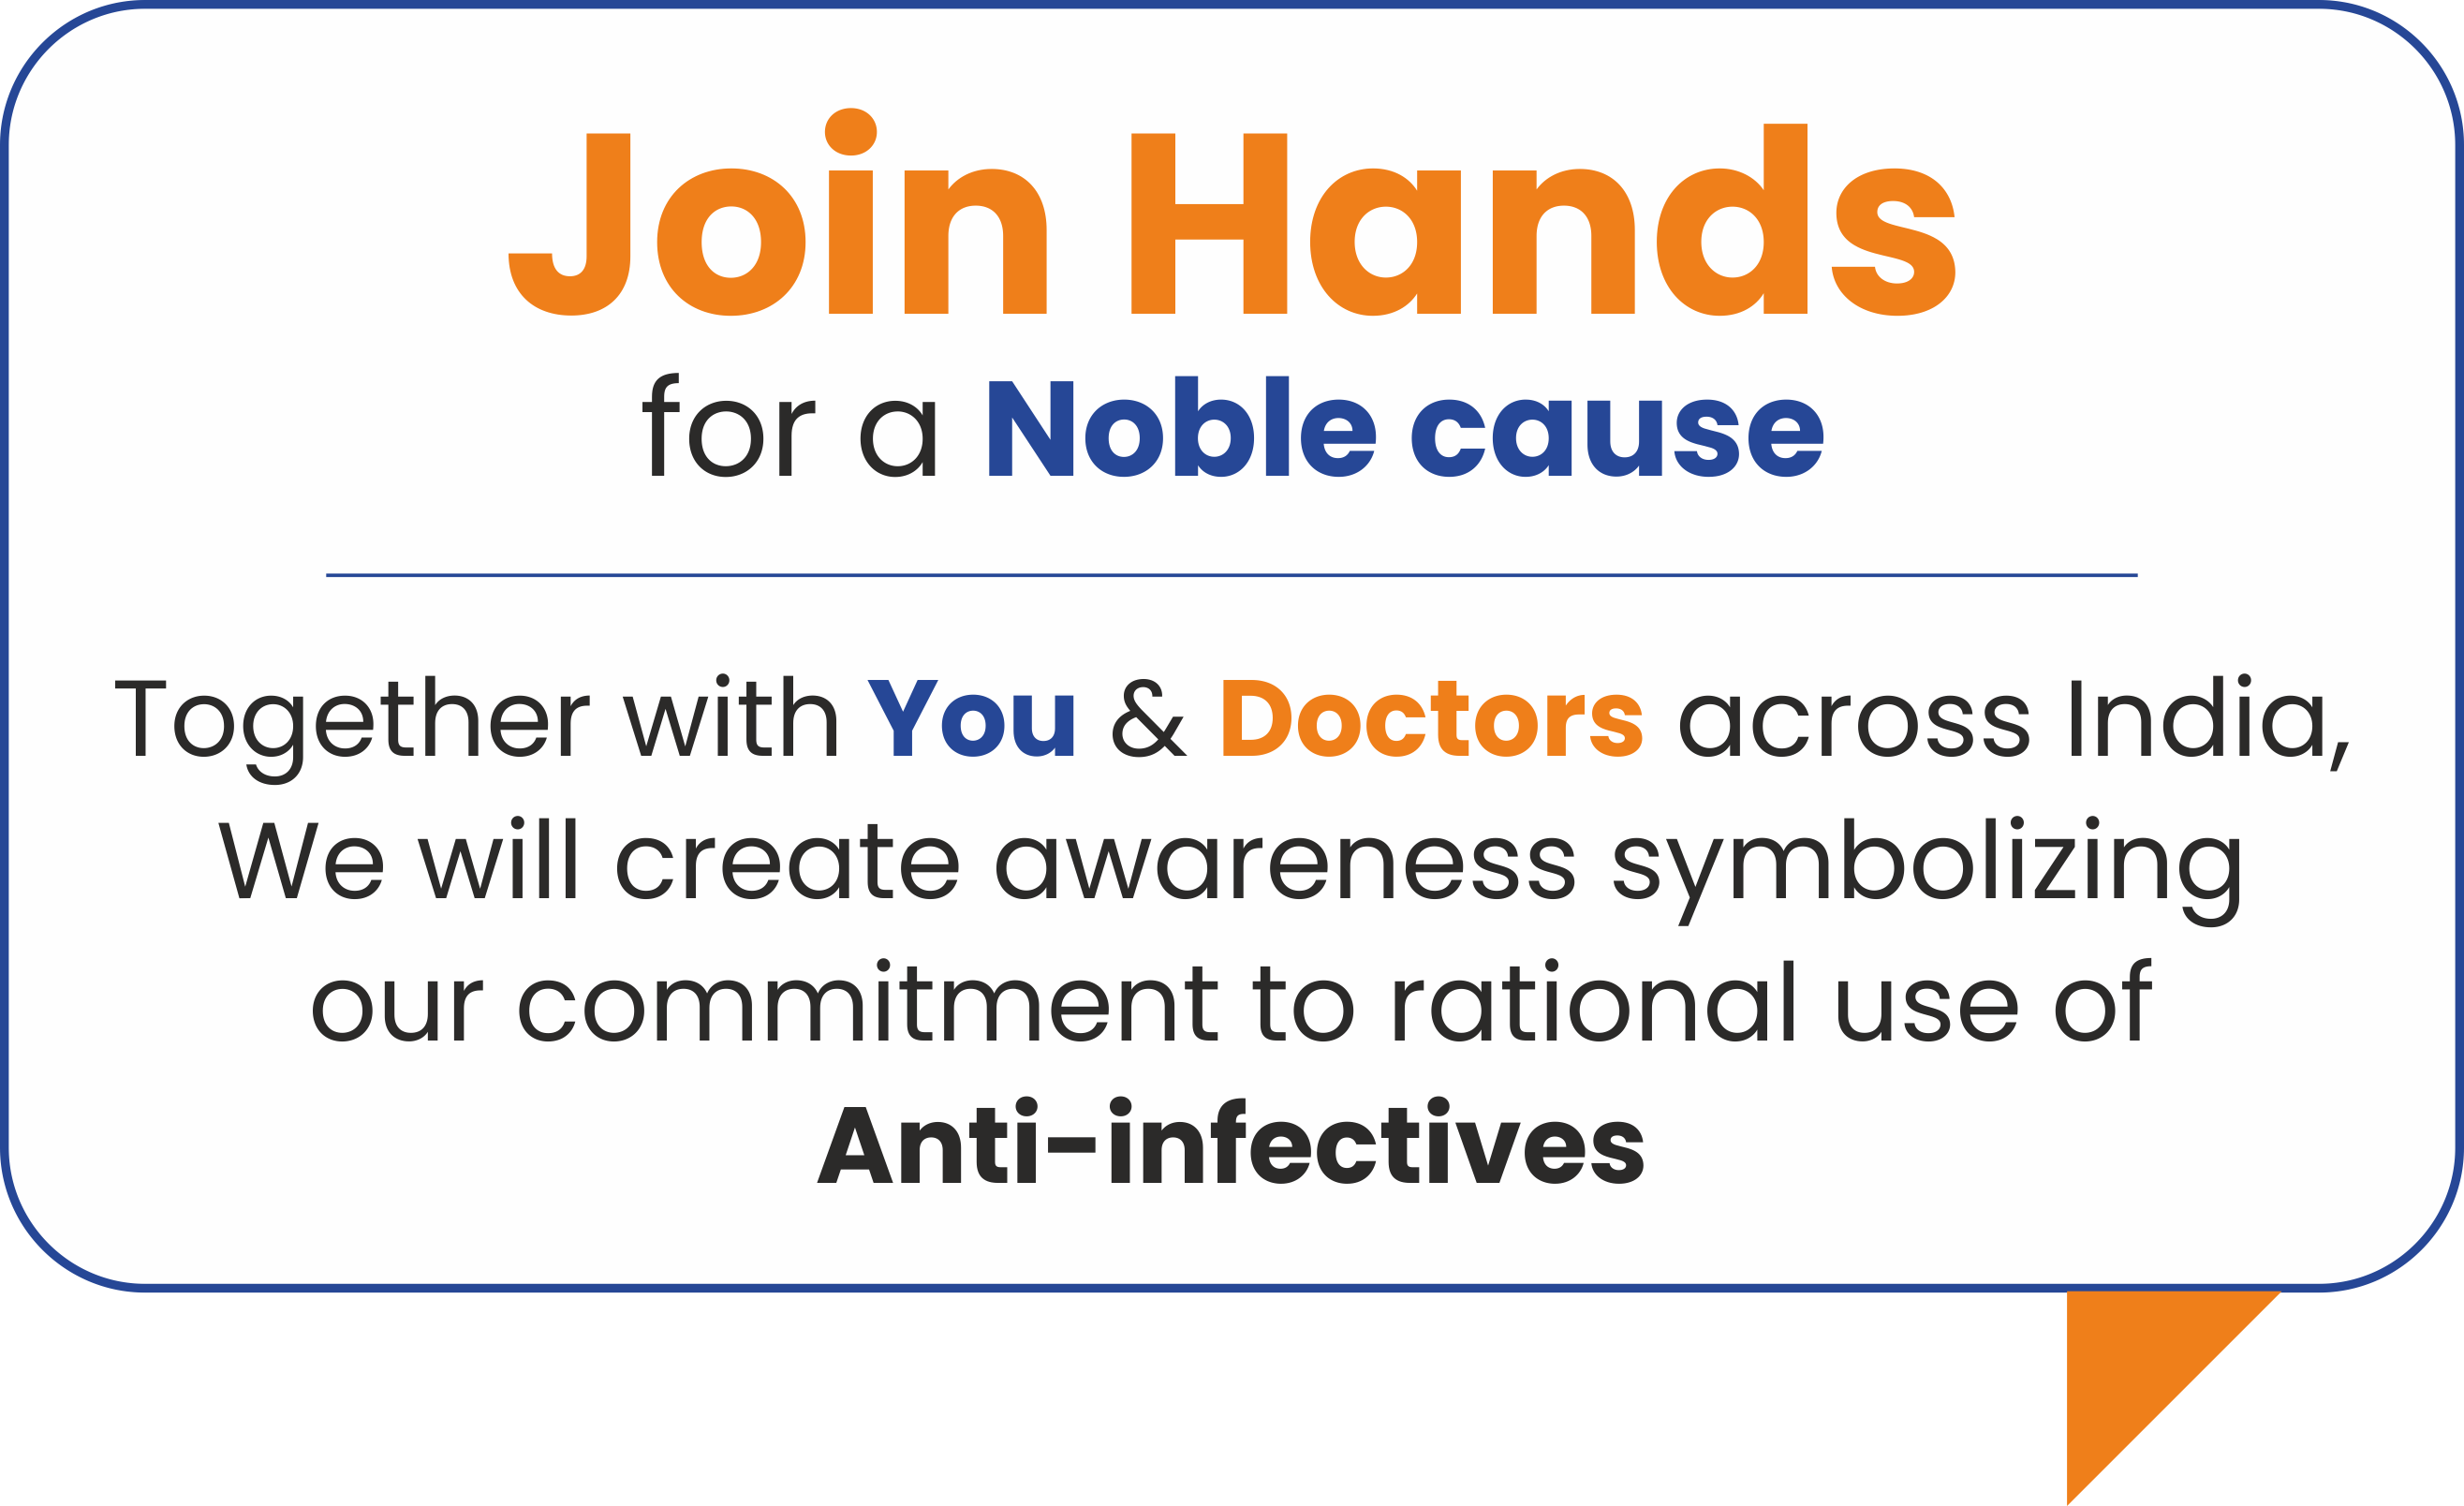 Join Hands
for a Noble cause
Together with You & Doctors across India,
We will create awareness symbolizing
our commitment to rational use of
Anti-infectives